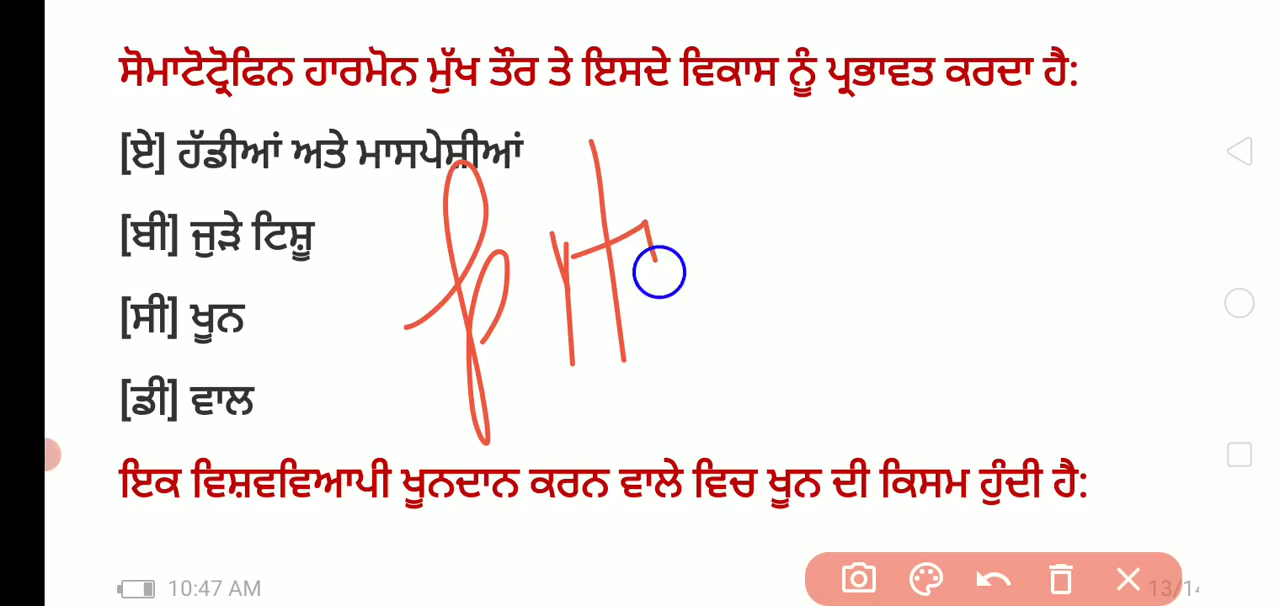 ਸੋਮਾਟੋਟ੍ਰੋਫਿਨ ਹਾਰਮੋਨ ਮੁੱਖ ਤੌਰ ਤੇ ਇਸਦੇ ਵਿਕਾਸ ਨੂੰ ਪ੍ਰਭਾਵਤ ਕਰਦਾ ਹੈ:
[ਏ] ਹੱਡੀਆਂ ਅਤੇ ਮਾਸਪੇਸ਼ੀਆਂ
[ਬੀ] ਜੁੜੇ ਟਿਸ਼ੂ
[ਸੀ] ਖੂਨ
[ਡੀ] ਵਾਲ
ਇਕ ਵਿਸ਼ਵਵਿਆਪੀ ਖੂਨਦਾਨ ਕਰਨ ਵਾਲੇ ਵਿਚ ਖੂਨ ਦੀ ਕਿਸਮ ਹੁੰਦੀ ਹੈ:
10:47 AM